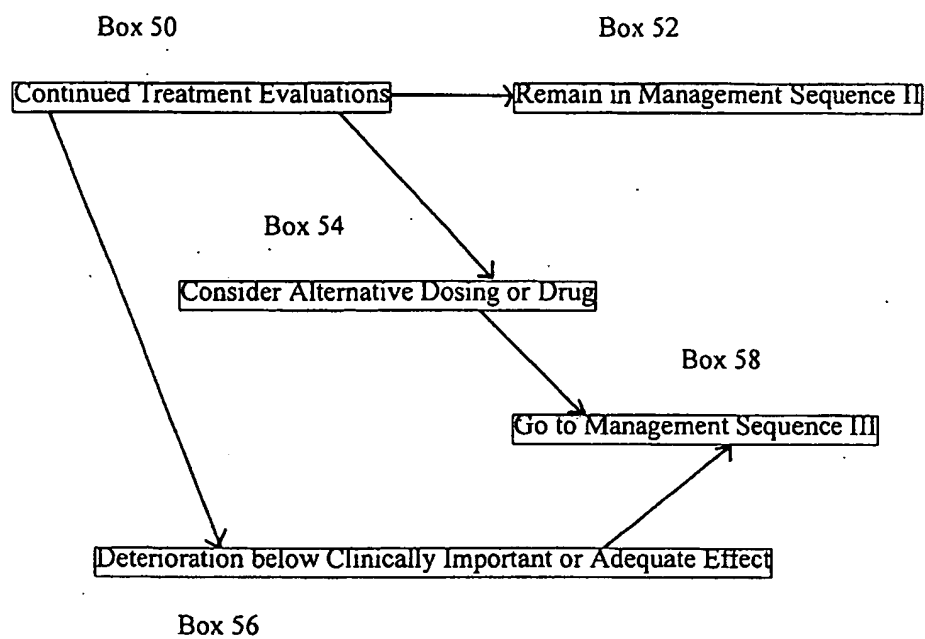 Box 50
Box 52
Continued Treatment Evaluations
Remain in Management Sequence II
Box 54
Consider Alternative Dosing or Drug
Box 58
Go to Management Sequence III
Deterioration below Clinically Important or Adequate Effect
Box 56